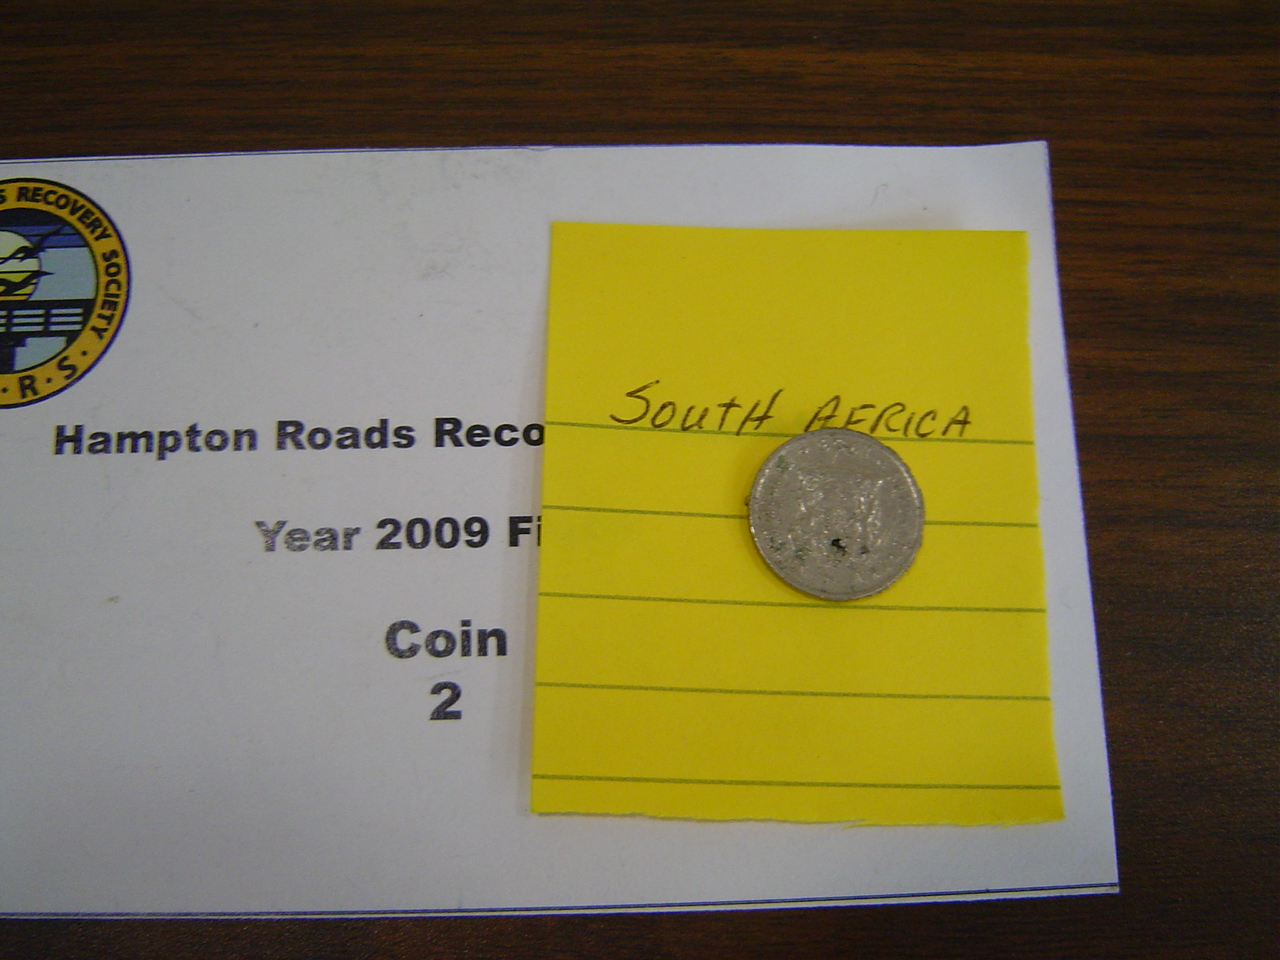 S RECOVERY SOCIETY
· R · S ·
SOUTH AFRICA
Hampton Roads Reco
Year 2009 Fi
Coin
2